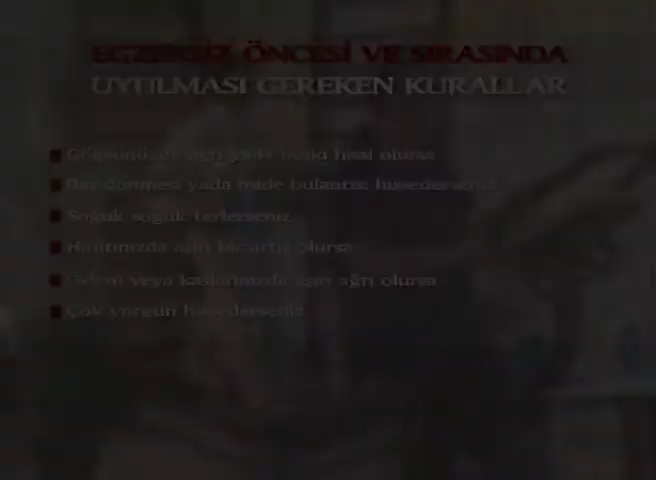 EGZERSİZ ÖNCESİ VE SIRASINDA
UYULMASI GEREKEN KURALLAR
Göğsünüzde ağrı yada baskı hissi olursa
Baş dönmesi yada mide bulantısı hissederseniz
Soğuk soğuk terlerseniz
aşırı bir artış olursa
Eklem veya kaslarınızda aşırı ağrı olursa
Çok yorgun hissederseniz